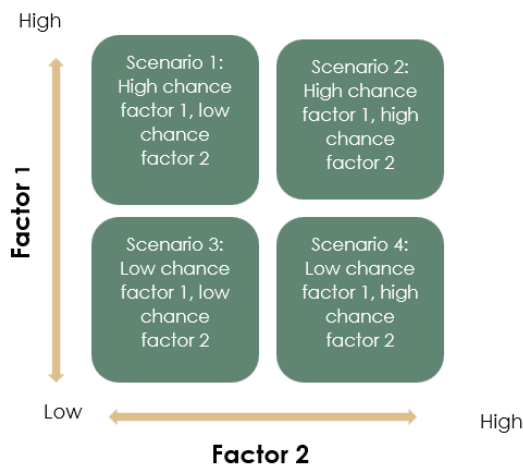 High
Scenario 1:
High chance
factor 1, low
chance
factor 2
Scenario 2:
High chance
factor 1, high
chance
factor 2
Factor 1
Scenario 3:
Low chance
factor 1, low
chance
factor 2
Scenario 4:
Low chance
factor 1, high
chance
factor 2
Low
High
Factor 2